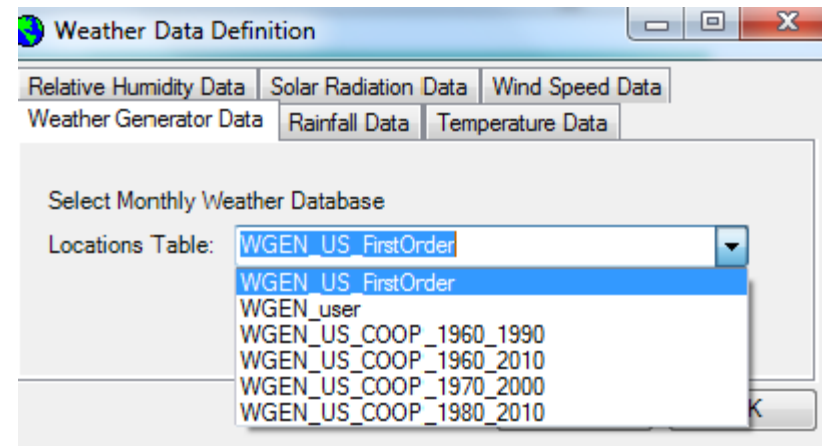 Weather Data Definition
Relative Humidity Data Solar Radiation Data Wind Speed Data
Weather Generator Data Rainfall Data Temperature Data
Select Monthly Weather Database
Locations Table: WGEN_US_FirstOrder
WGEN_US_FirstOrder
WGEN_user
WGEN_US_COOP_1960_1990
WGEN_US_COOP_1960_2010
WGEN_US_COOP_1970_2000
WGEN_US_COOP_1980_2010
K